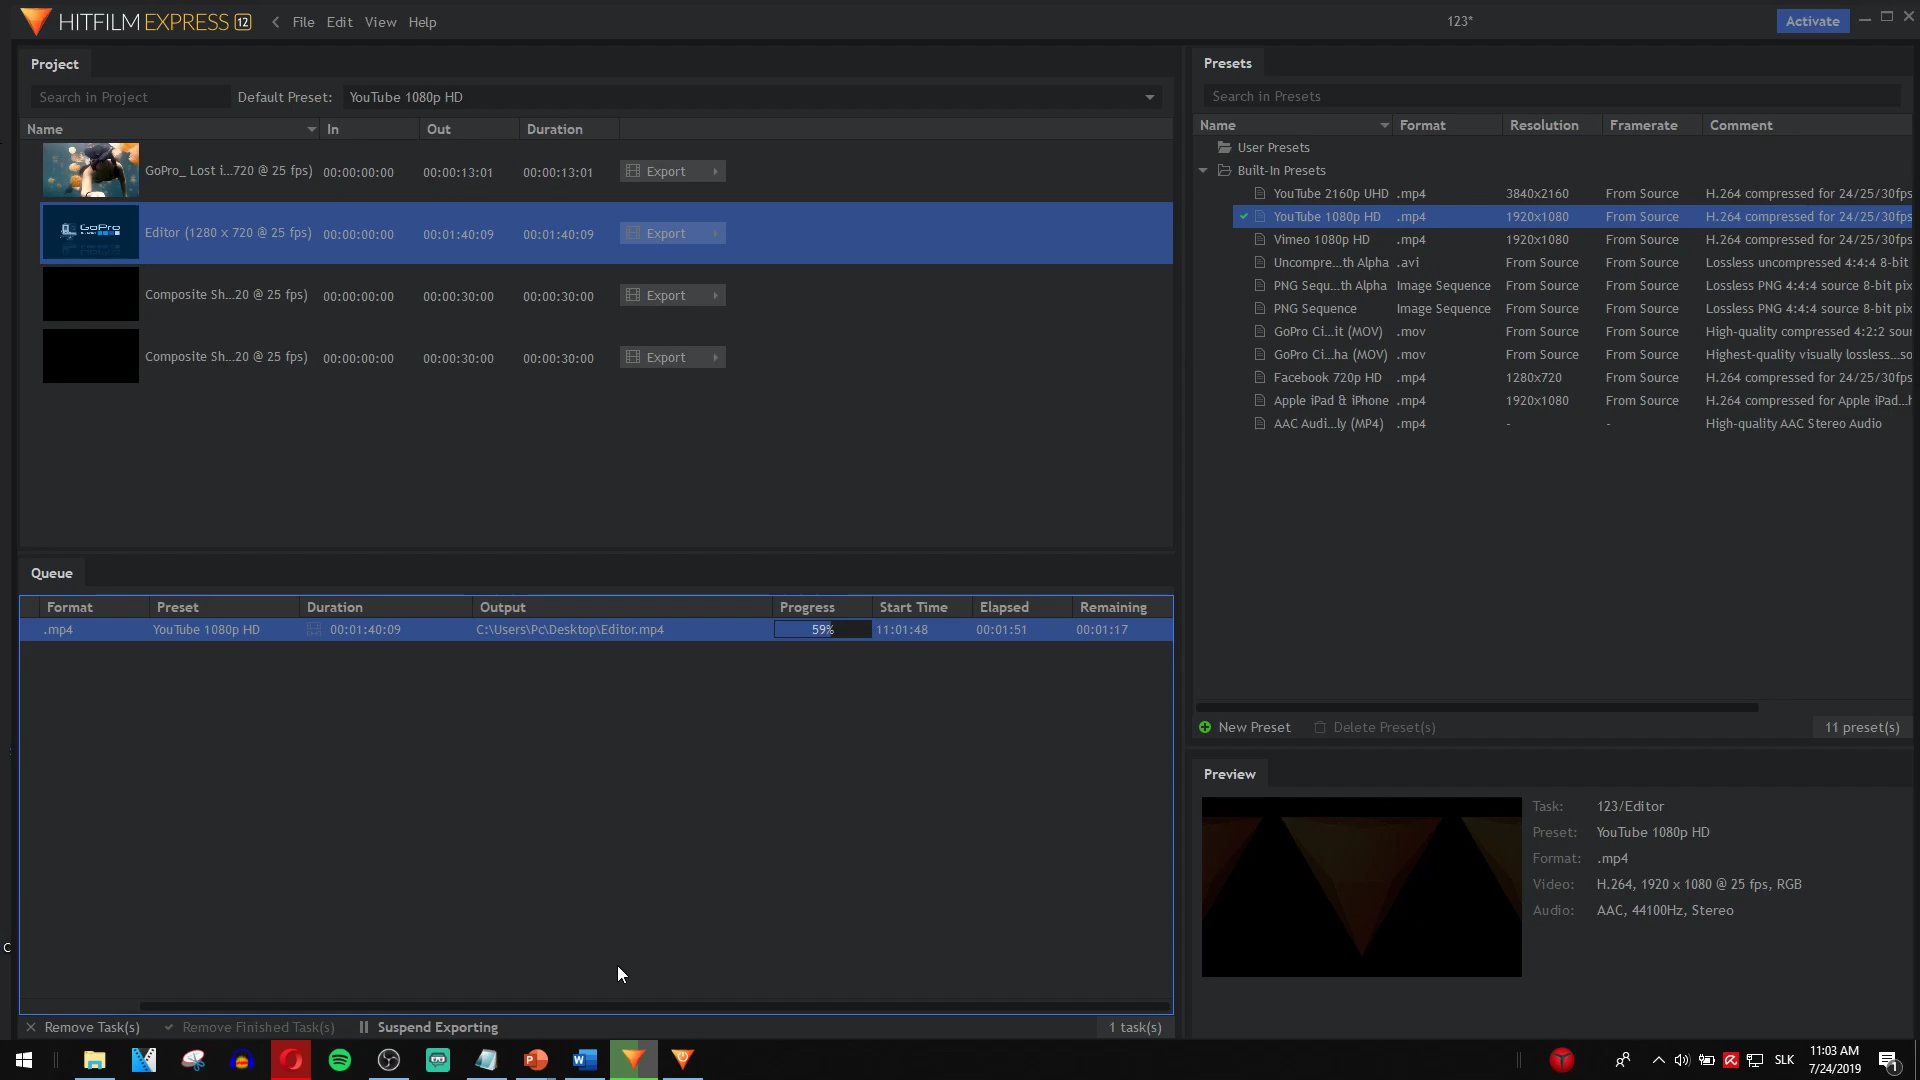 HITFILM EXPRESS 12
File Edit View Help
123*
Activate
Project
Search in Project Default Preset: YouTube 1080p HD
Name In Out Duration
GoPro_ Lost i...720 @ 25 fps) 00:00:00:00 00:00:13:01 00:00:13:01 Export
GoPro
Editor (1280 x 720 @ 25 fps) 00:00:00:00 00:01:40:09 00:01:40:09 Export
Composite Sh...20 @ 25 fps) 00:00:00:00 00:00:30:00 00:00:30:00 Export
Composite Sh...20 @ 25 fps) 00:00:00:00 00:00:30:00 00:00:30:00 Export
Presets
Search in Presets
Name Format Resolution Framerate Comment
User Presets
Built-In Presets
YouTube 2160p UHD .mp4 3840x2160 From Source H.264 compressed for 24/25/30fps
YouTube 1080p HD .mp4 1920x1080 From Source H.264 compressed for 24/25/30fps
Vimeo 1080p HD .mp4 1920x1080 From Source H.264 compressed for 24/25/30fps
Uncompre...th Alpha .avi From Source From Source Lossless uncompressed 4:4:4 8-bit
PNG Sequ...th Alpha Image Sequence From Source From Source Lossless PNG 4:4:4 source 8-bit pix
PNG Sequence Image Sequence From Source From Source Lossless PNG 4:4:4 source 8-bit pix
GoPro Ci...it (MOV) .mov From Source From Source High-quality compressed 4:2:2 sour
GoPro Ci...ha (MOV) .mov From Source From Source Highest-quality visually lossless...so
Facebook 720p HD .mp4 1280x720 From Source H.264 compressed for 24/25/30fps
Apple iPad & iPhone .mp4 1920x1080 From Source H.264 compressed for Apple iPad...h
AAC Audi...ly (MP4) .mp4 - - High-quality AAC Stereo Audio
New Preset Delete Preset(s) 11 preset(s)
Queue
Format Preset Duration Output Progress Start Time Elapsed Remaining
.mp4 YouTube 1080p HD 00:01:40:09 C:\Users\Pc\Desktop\Editor.mp4 59% 11:01:48 00:01:51 00:01:17
Remove Task(s) Remove Finished Task(s) Suspend Exporting 1 task(s)
Preview
Task: 123/Editor
Preset: YouTube 1080p HD
Format: .mp4
Video: H.264, 1920 x 1080 @ 25 fps, RGB
Audio: AAC, 44100Hz, Stereo
SLK
11:03 AM
7/24/2019
1